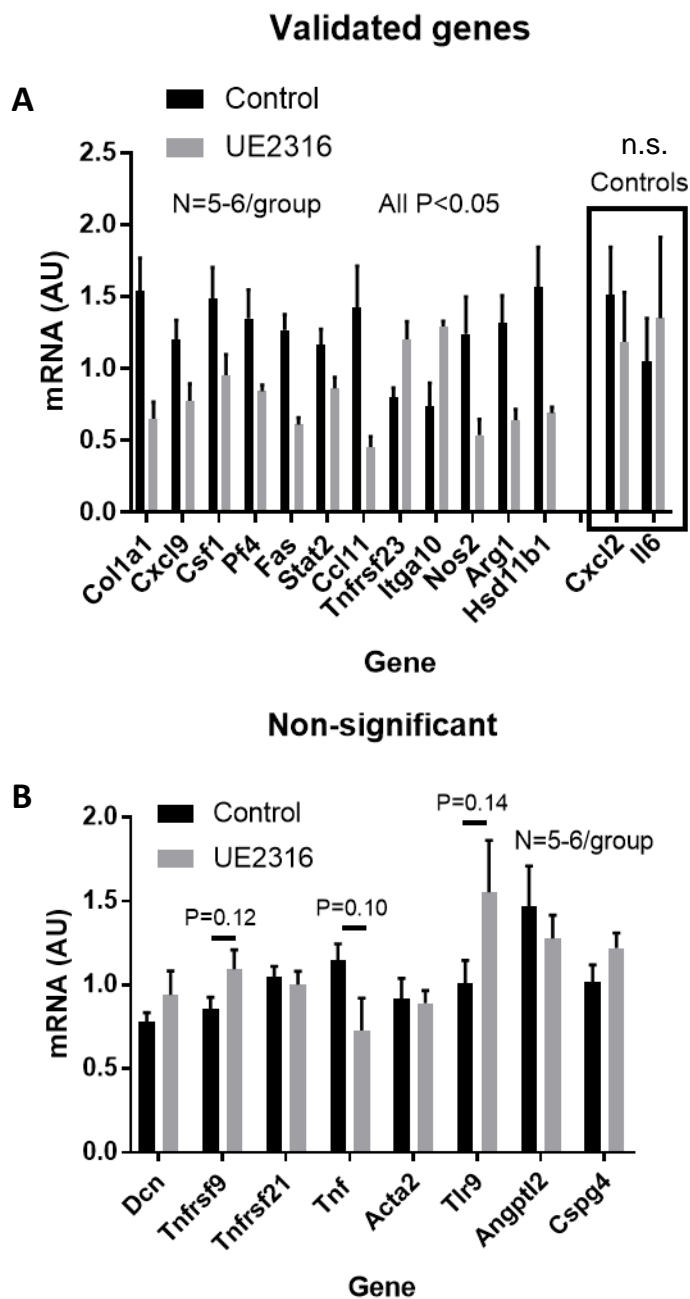 Validated genes
A
Control
UE2316
n.s.
Controls
N=5-6/group
All P<0.05
2.5
2.0
1.5
1.0
0.5
0.0
mRNA (AU)
Col1a1
Cxcl9
Csf1
Pf4
Fas
Stat2
Ccl11
Tnfrsf23
Itga10
Nos2
Arg1
Hsd11b1
Cxcl2
Il6
Gene
Non-significant
B
Control
UE2316
P=0.12
P=0.10
P=0.14
N=5-6/group
2.0
1.5
1.0
0.5
0.0
mRNA (AU)
Dcn
Tnfrsf9
Tnfrsf21
Tnf
Acta2
Tlr9
Angptl2
Cspg4
Gene